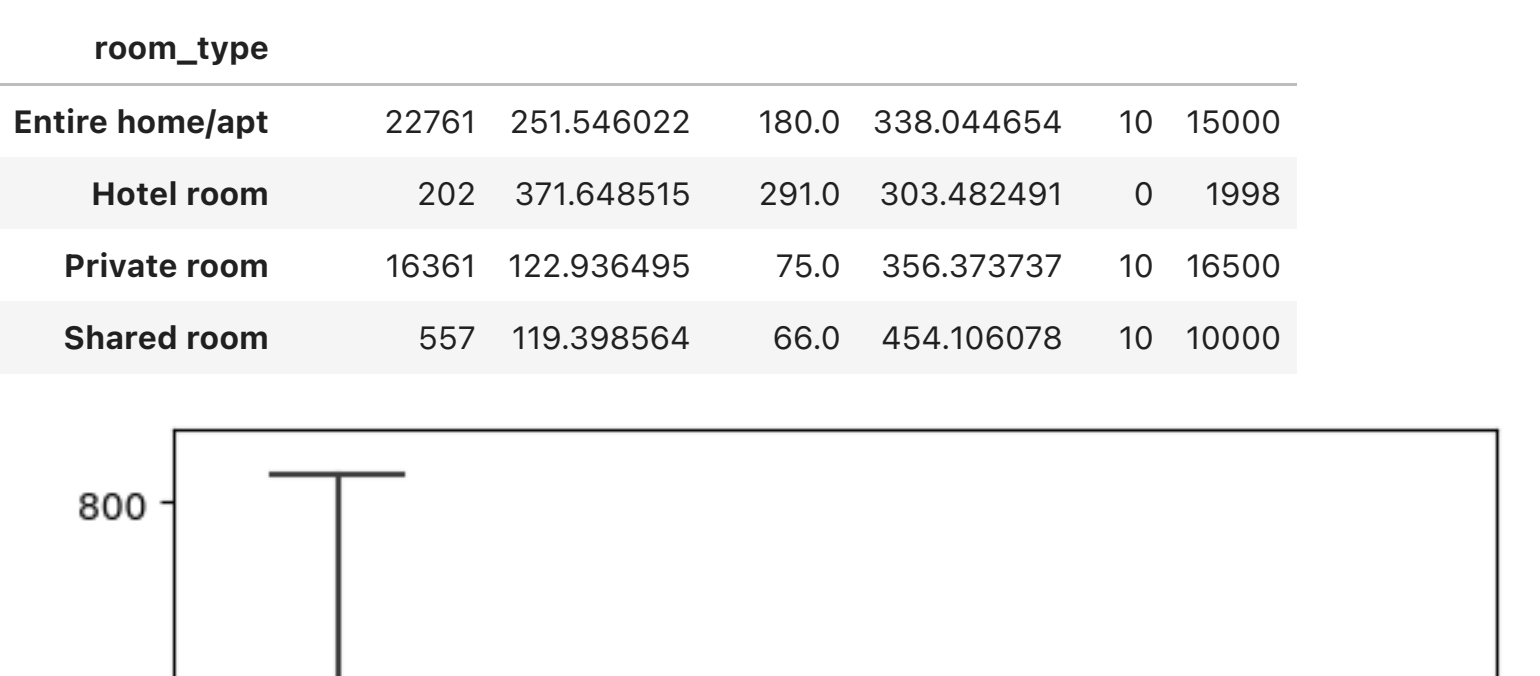 room_type
Entire home/apt 22761 251.546022 180.0 338.044654 10 15000
Hotel room 202 371.648515 291.0 303.482491 0 1998
Private room 16361 122.936495 75.0 356.373737 10 16500
Shared room 557 119.398564 66.0 454.106078 10 10000
800